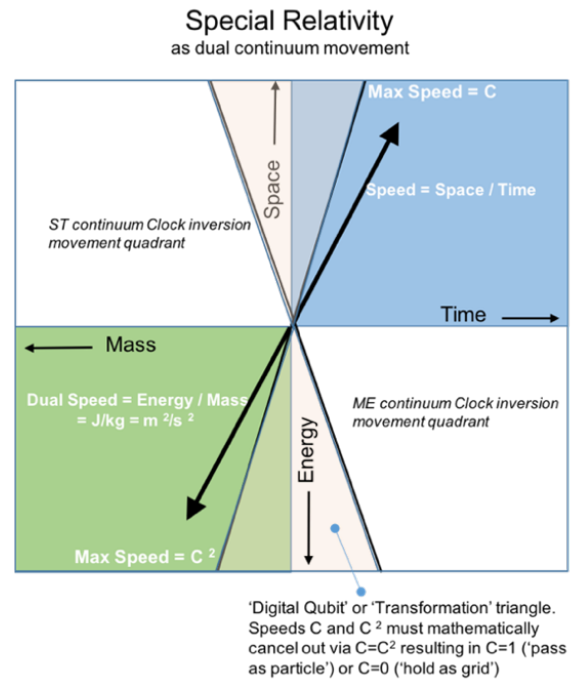 Special Relativity
as dual continuum movement
Max Speed = C
Space
Speed = Space / Time
ST continuum Clock inversion
movement quadrant
Time
Mass
Dual Speed = Energy / Mass
= J/kg = m ²/s ²
ME continuum Clock inversion
movement quadrant
Energy
Max Speed = C ²
‘Digital Qubit’ or ‘Transformation’ triangle.
Speeds C and C ² must mathematically
cancel out via C=C² resulting in C=1 (‘pass
as particle’) or C=0 (‘hold as grid’)